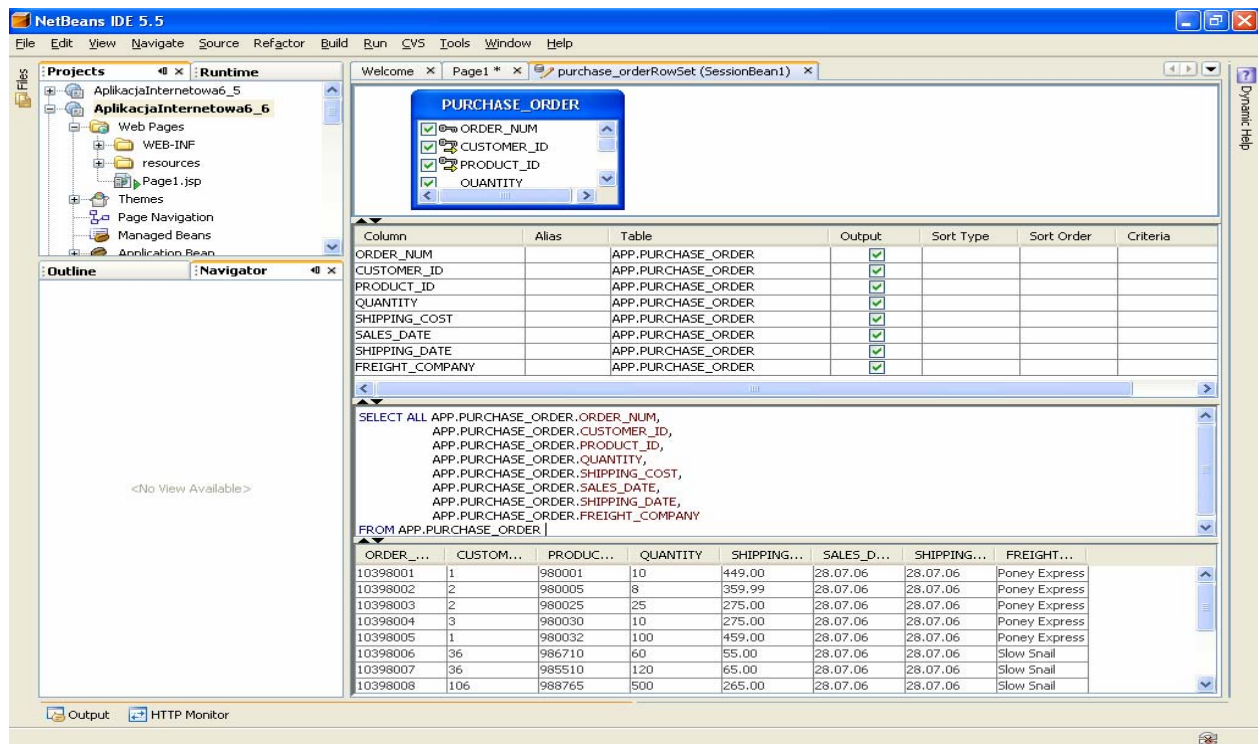 NetBeans IDE 5.5
File Edit View Navigate Source Refactor Build Run CVS Tools Window Help
Files
Projects Runtime
AplikacjaInternetowa6_5
AplikacjaInternetowa6_6
Web Pages
WEB-INF
resources
Page1.jsp
Themes
Page Navigation
Managed Beans
Application Bean
Outline Navigator
<No View Available>
Welcome Page1 * purchase_orderRowSet (SessionBean1)
Dynamic Help
PURCHASE_ORDER
ORDER_NUM
CUSTOMER_ID
PRODUCT_ID
QUANTITY
Column Alias Table Output Sort Type Sort Order Criteria
ORDER_NUM APP.PURCHASE_ORDER
CUSTOMER_ID APP.PURCHASE_ORDER
PRODUCT_ID APP.PURCHASE_ORDER
QUANTITY APP.PURCHASE_ORDER
SHIPPING_COST APP.PURCHASE_ORDER
SALES_DATE APP.PURCHASE_ORDER
SHIPPING_DATE APP.PURCHASE_ORDER
FREIGHT_COMPANY APP.PURCHASE_ORDER
SELECT ALL APP.PURCHASE_ORDER.ORDER_NUM,
APP.PURCHASE_ORDER.CUSTOMER_ID,
APP.PURCHASE_ORDER.PRODUCT_ID,
APP.PURCHASE_ORDER.QUANTITY,
APP.PURCHASE_ORDER.SHIPPING_COST,
APP.PURCHASE_ORDER.SALES_DATE,
APP.PURCHASE_ORDER.SHIPPING_DATE,
APP.PURCHASE_ORDER.FREIGHT_COMPANY
FROM APP.PURCHASE_ORDER
ORDER_... CUSTOM... PRODUC... QUANTITY SHIPPING... SALES_D... SHIPPING... FREIGHT...
10398001 1 980001 10 449.00 28.07.06 28.07.06 Poney Express
10398002 2 980005 8 359.99 28.07.06 28.07.06 Poney Express
10398003 2 980025 25 275.00 28.07.06 28.07.06 Poney Express
10398004 3 980030 10 275.00 28.07.06 28.07.06 Poney Express
10398005 1 980032 100 459.00 28.07.06 28.07.06 Poney Express
10398006 36 986710 60 55.00 28.07.06 28.07.06 Slow Snail
10398007 36 985510 120 65.00 28.07.06 28.07.06 Slow Snail
10398008 106 988765 500 265.00 28.07.06 28.07.06 Slow Snail
Output HTTP Monitor